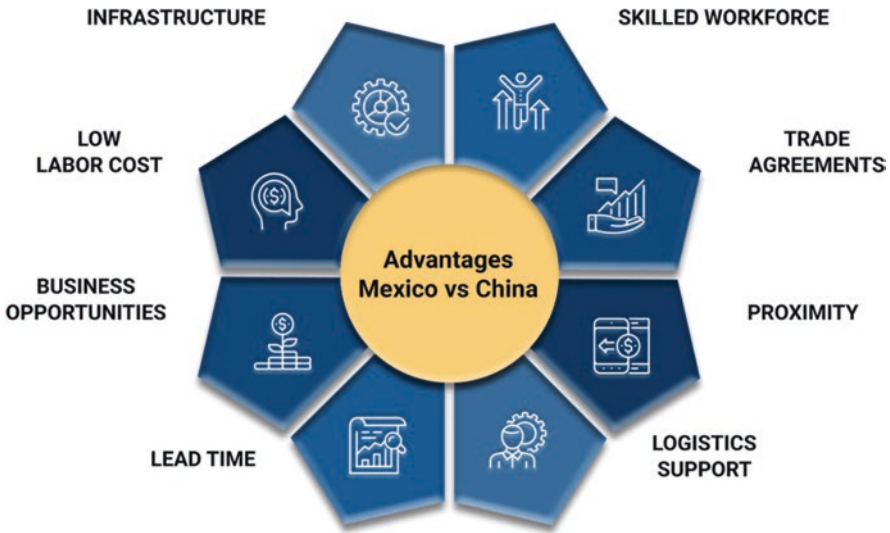 INFRASTRUCTURE
SKILLED WORKFORCE
LOW
LABOR COST
TRADE
AGREEMENTS
Advantages
Mexico vs China
BUSINESS
OPPORTUNITIES
PROXIMITY
LEAD TIME
LOGISTICS
SUPPORT